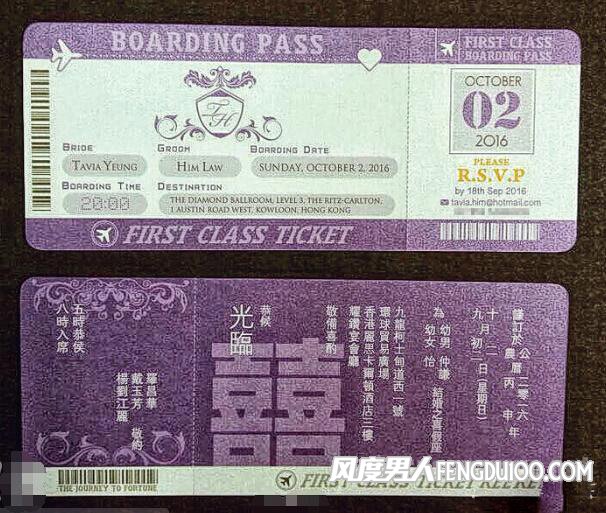 BOARDING PASS
FIRST CLASS
BOARDING PASS
TH
BRIDE
GROOM
BOARDING DATE
TAVIA YEUNG
HIM LAW
SUNDAY, OCTOBER 2, 2016
BOARDING TIME
DESTINATION
20:00
THE DIAMOND BALLROOM, LEVEL 3, THE RITZ-CARLTON,
1 AUSTIN ROAD WEST, KOWLOON, HONG KONG
FIRST CLASS TICKET
OCTOBER
02
2016
PLEASE
R.S.V.P
by 18th Sep 2016
tavia.him@hotmail.com
謹訂於 公曆二零一六年
農曆丙申年
十月二日
九月初二(星期日)
為 幼男 仲謙
幼女 怡
結婚之喜假座
九龍柯士甸道西一號
環球貿易廣場
香港麗思卡爾頓酒店三樓
耀鑽宴會廳
敬備喜酌
恭候
光臨
囍
羅昌華
戴玉芳
楊劉江麗
敬約
五時恭候
八時入席
THE JOURNEY TO FORTUNE
FIRST CLASS TICKET
风度男人FENGDU100.COM